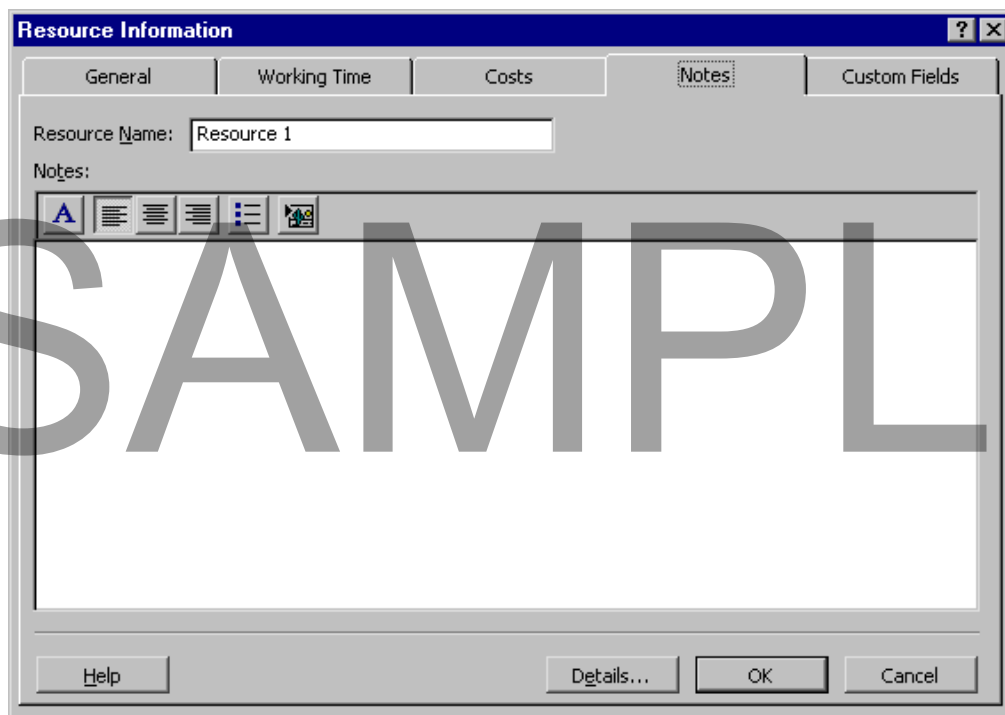 Resource Information
General Working Time Costs Notes Custom Fields
Resource Name: Resource 1
Notes:
A
SAMPL
Help Details... OK Cancel